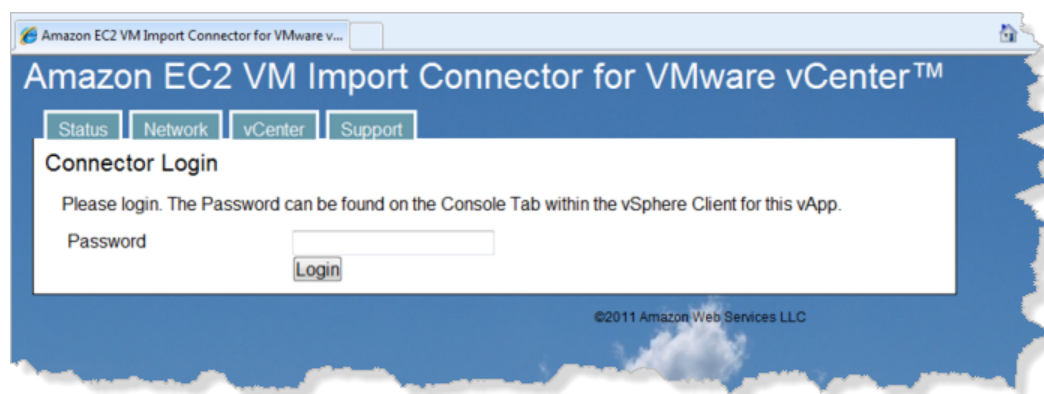 Amazon EC2 VM Import Connector for VMware v...
Amazon EC2 VM Import Connector for VMware vCenter™
Status Network vCenter Support
Connector Login
Please login. The Password can be found on the Console Tab within the vSphere Client for this vApp.
Password
Login
©2011 Amazon Web Services LLC